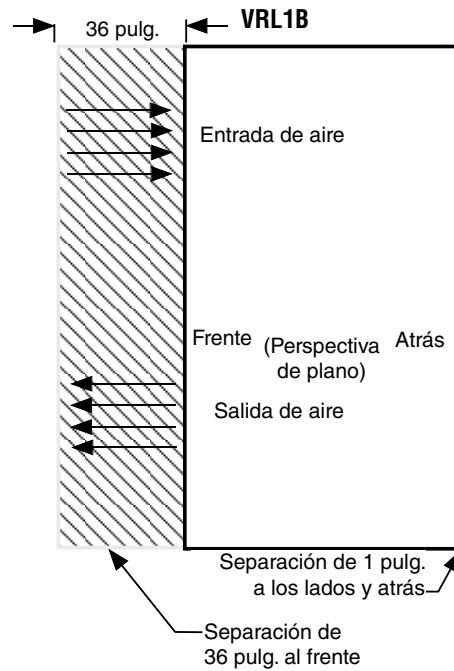 36 pulg.
VRL1B
Entrada de aire
Frente
(Perspectiva
de plano)
Atrás
Salida de aire
Separación de 1 pulg.
a los lados y atrás
Separación de
36 pulg. al frente